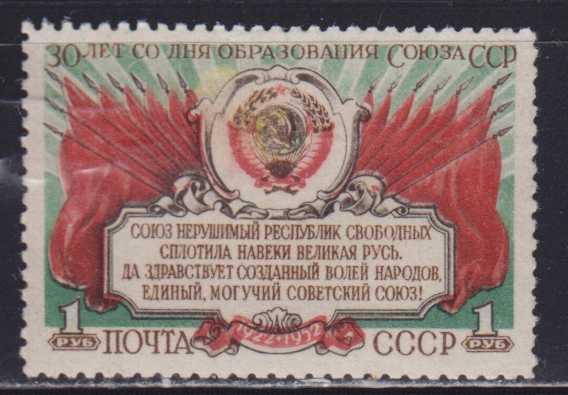 30 ЛЕТ СО ДНЯ ОБРАЗОВАНИЯ СОЮЗА ССР
СОЮЗ НЕРУШИМЫЙ РЕСПУБЛИК СВОБОДНЫХ
СПЛОТИЛА НАВЕКИ ВЕЛИКАЯ РУСЬ.
ДА ЗДРАВСТВУЕТ СОЗДАННЫЙ ВОЛЕЙ НАРОДОВ,
ЕДИНЫЙ, МОГУЧИЙ СОВЕТСКИЙ СОЮЗ!
1922-1952
1 РУБ ПОЧТА СССР 1 РУБ